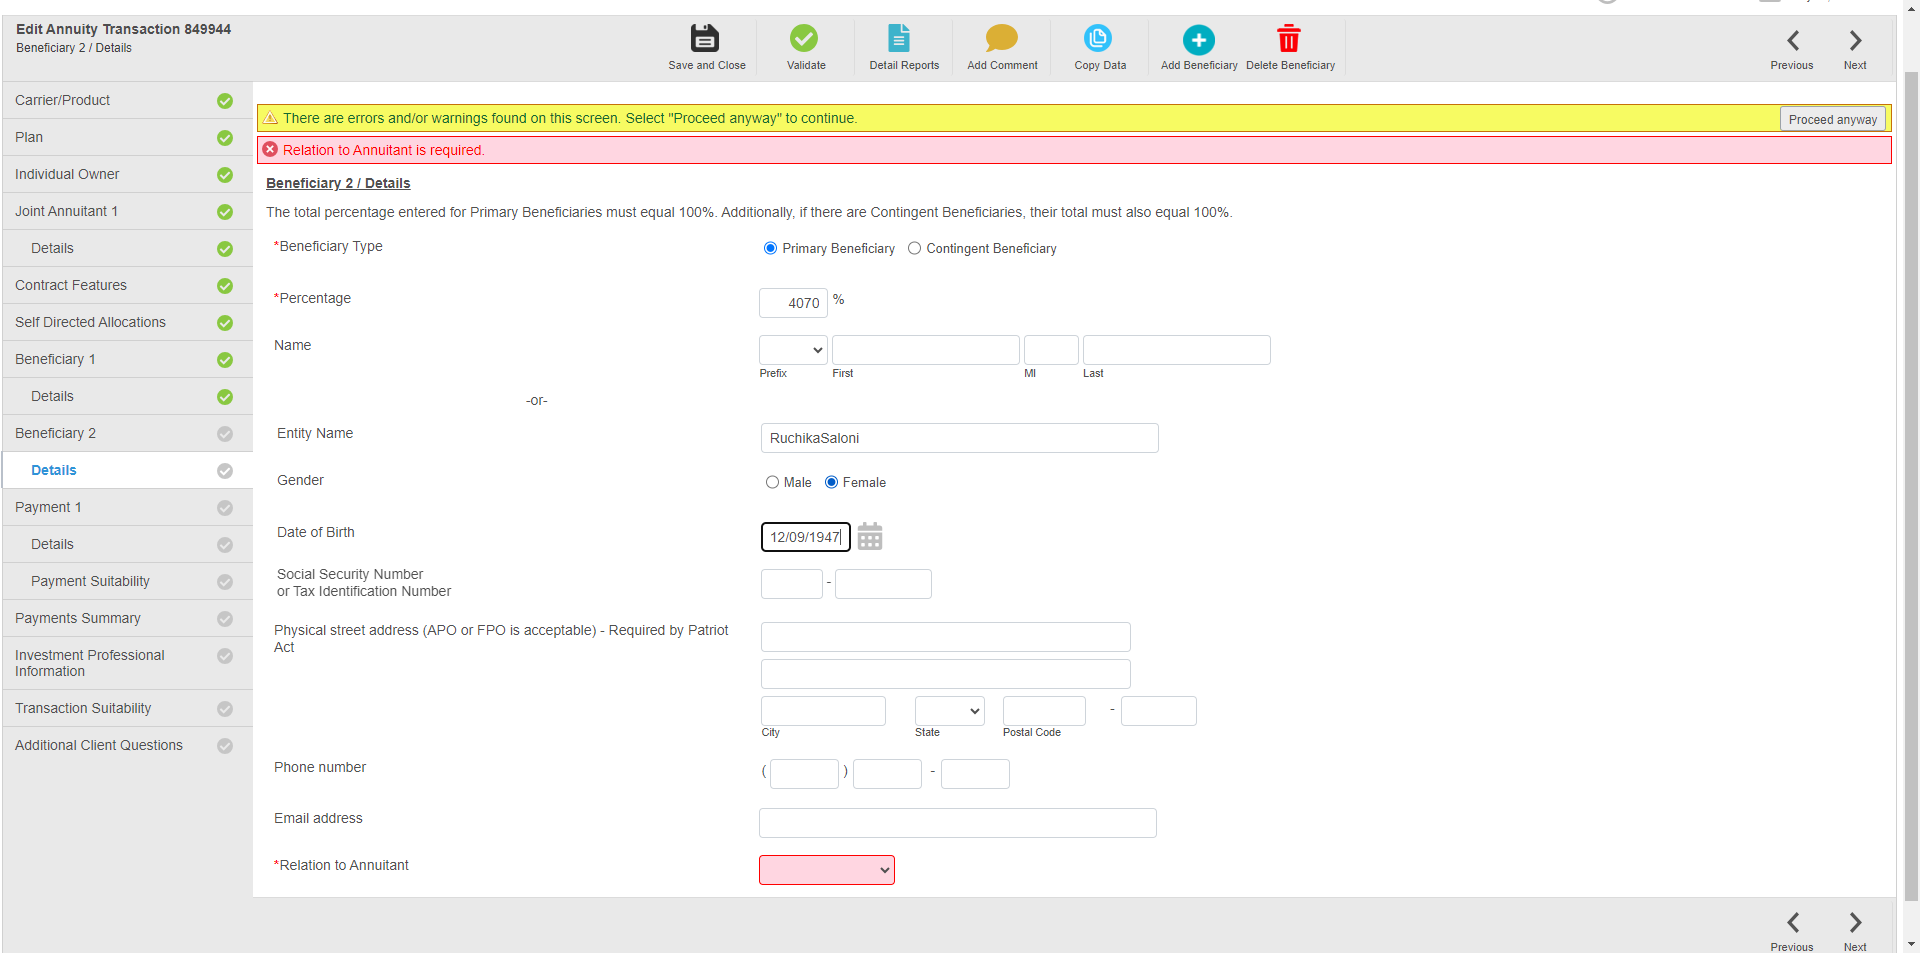 Edit Annuity Transaction 849944
Beneficiary 2 / Details
Save and Close
Validate
Detail Reports
Add Comment
Copy Data
Add Beneficiary
Delete Beneficiary
Previous
Next
Carrier/Product
Plan
Individual Owner
Joint Annuitant 1
Details
Contract Features
Self Directed Allocations
Beneficiary 1
Details
Beneficiary 2
Details
Payment 1
Details
Payment Suitability
Payments Summary
Investment Professional
Information
Transaction Suitability
Additional Client Questions
There are errors and/or warnings found on this screen. Select "Proceed anyway" to continue.
Proceed anyway
Relation to Annuitant is required.
Beneficiary 2 / Details
The total percentage entered for Primary Beneficiaries must equal 100%. Additionally, if there are Contingent Beneficiaries, their total must also equal 100%.
*Beneficiary Type
Primary Beneficiary
Contingent Beneficiary
*Percentage
4070 %
Name
Prefix
First
MI
Last
-or-
Entity Name
RuchikaSaloni
Gender
Male
Female
Date of Birth
12/09/1947
Social Security Number
or Tax Identification Number
-
Physical street address (APO or FPO is acceptable) - Required by Patriot
Act
-
City
State
Postal Code
Phone number
( ) -
Email address
*Relation to Annuitant
Previous
Next